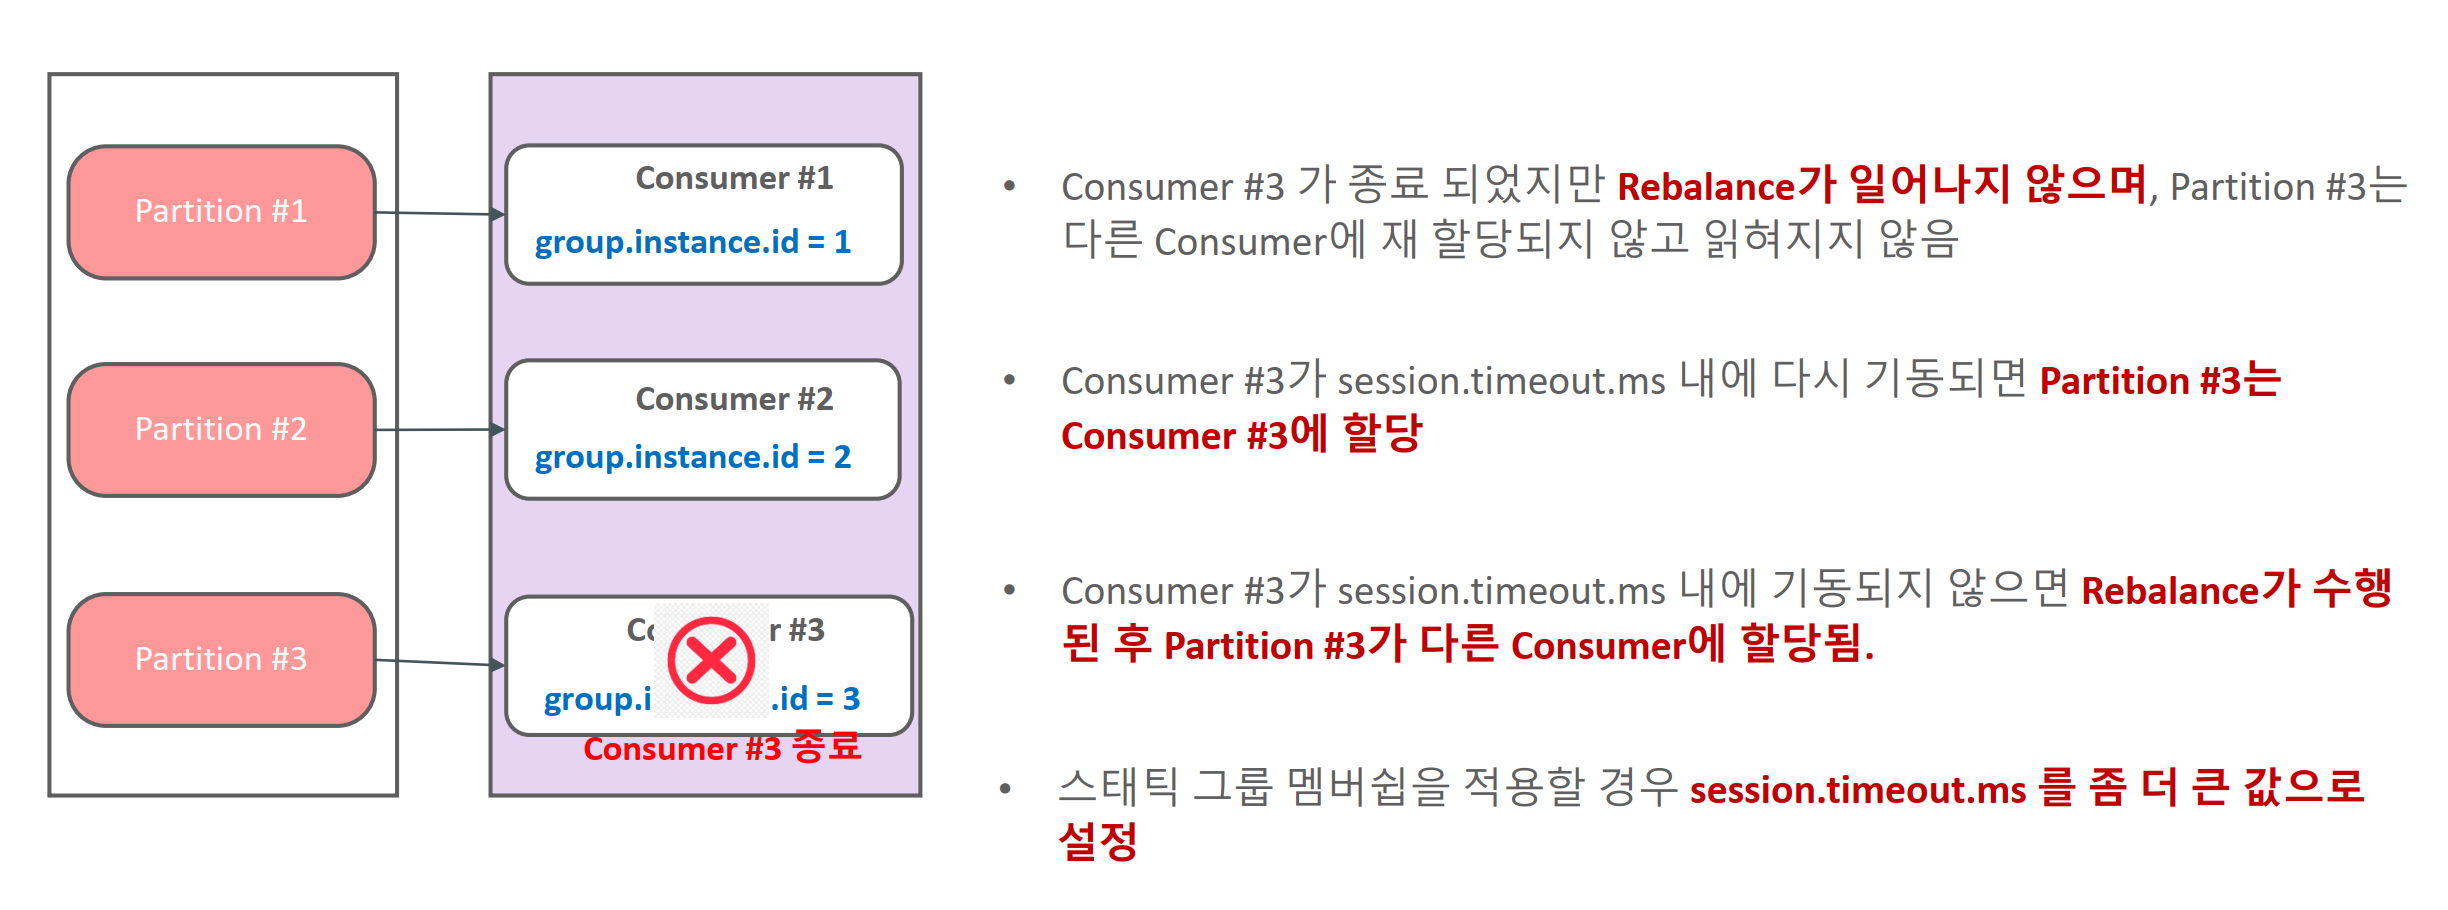 Partition #1
Partition #2
Partition #3
Consumer #1
group.instance.id = 1
Consumer #2
group.instance.id = 2
r #3
.id = 3
Consumer #3 종료
• Consumer #3 가 종료 되었지만 Rebalance가 일어나지 않으며, Partition #3는
다른 Consumer에 재 할당되지 않고 읽혀지지 않음
• Consumer #3가 session.timeout.ms 내에 다시 기동되면 Partition #3는
Consumer #3에 할당
• Consumer #3가 session.timeout.ms 내에 기동되지 않으면 Rebalance가 수행
된 후 Partition #3가 다른 Consumer에 할당됨.
• 스태틱 그룹 멤버쉽을 적용할 경우 session.timeout.ms 를 좀 더 큰 값으로
설정